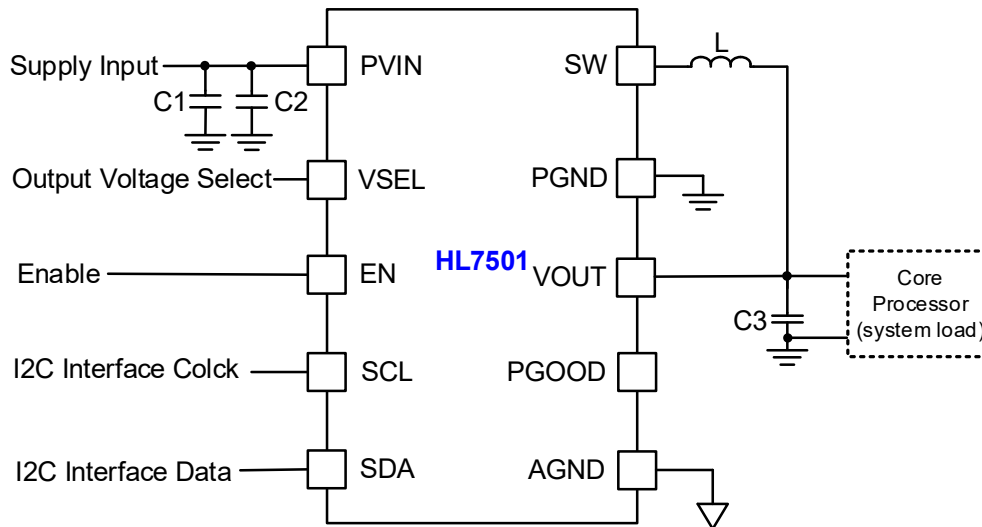 L
Supply Input
PVIN
SW
C1
C2
Output Voltage Select
VSEL
PGND
HL7501
Enable
EN
VOUT
Core
Processor
(system load)
C3
I2C Interface Colck
SCL
PGOOD
I2C Interface Data
SDA
AGND